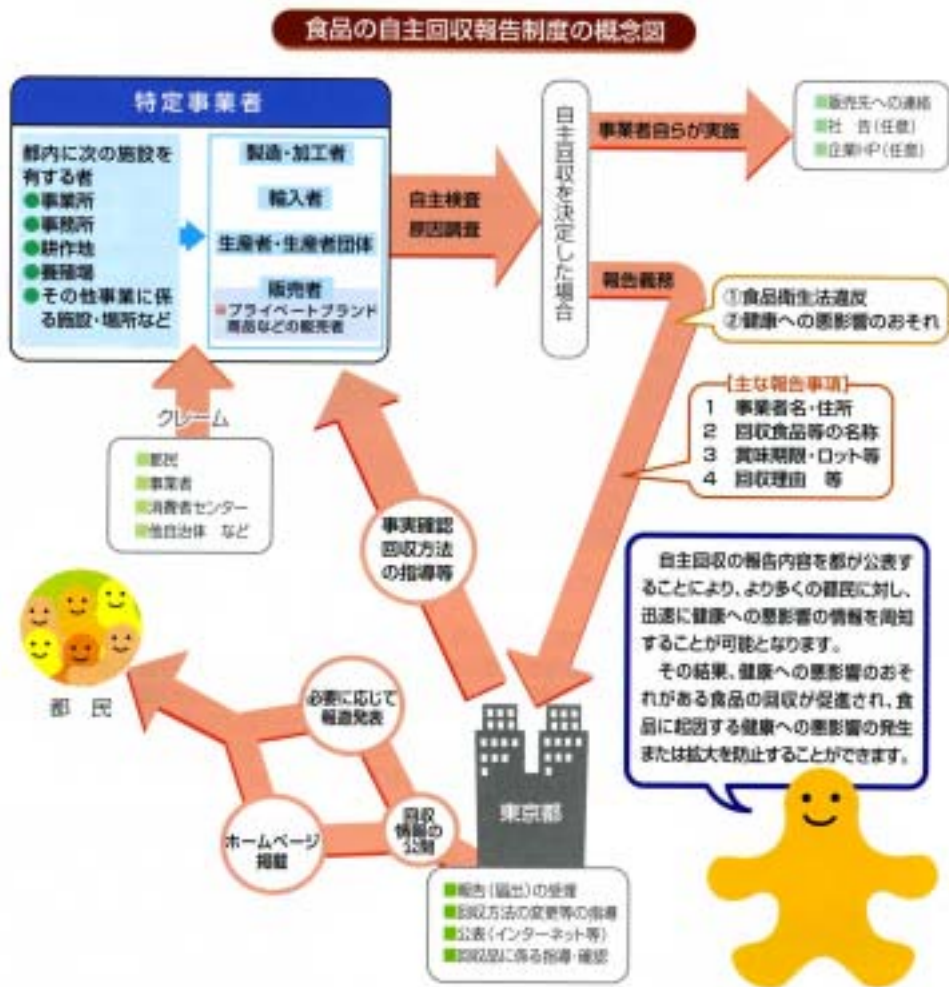 食品の自主回収報告制度の概念図
特定事業者
都内に次の施設を
有する者
●事業所
●事務所
●耕作地
●養殖場
●その他事業に係
る施設・場所など
製造・加工者
輸入者
生産者・生産者団体
販売者
※プライベートブランド
商品などの販売者
自主検査
原因調査
自主回収を決定した場合
事業者自らが実施
■販売先への連絡
■社 告(任意)
■企業HP(任意)
報告義務
①食品衛生法違反
②健康への悪影響のおそれ
【主な報告事項】
1 事業者名・住所
2 回収食品等の名称
3 賞味期限・ロット等
4 回収理由 等
クレーム
■都民
■事業者
■消費者センター
■他自治体 など
事実確認
回収方法
の指導等
自主回収の報告内容を都が公表す
ることにより、より多くの都民に対し、
迅速に健康への悪影響の情報を周知
することが可能となります。
その結果、健康への悪影響のおそ
れがある食品の回収が促進され、食
品に起因する健康への悪影響の発生
または拡大を防止することができます。
都 民
必要に応じて
報道発表
ホームページ
掲載
回収
情報の
公開
東京都
■報告(届出)の受理
■回収方法の変更等の指導
■公表(インターネット等)
■回収品に係る指導・確認